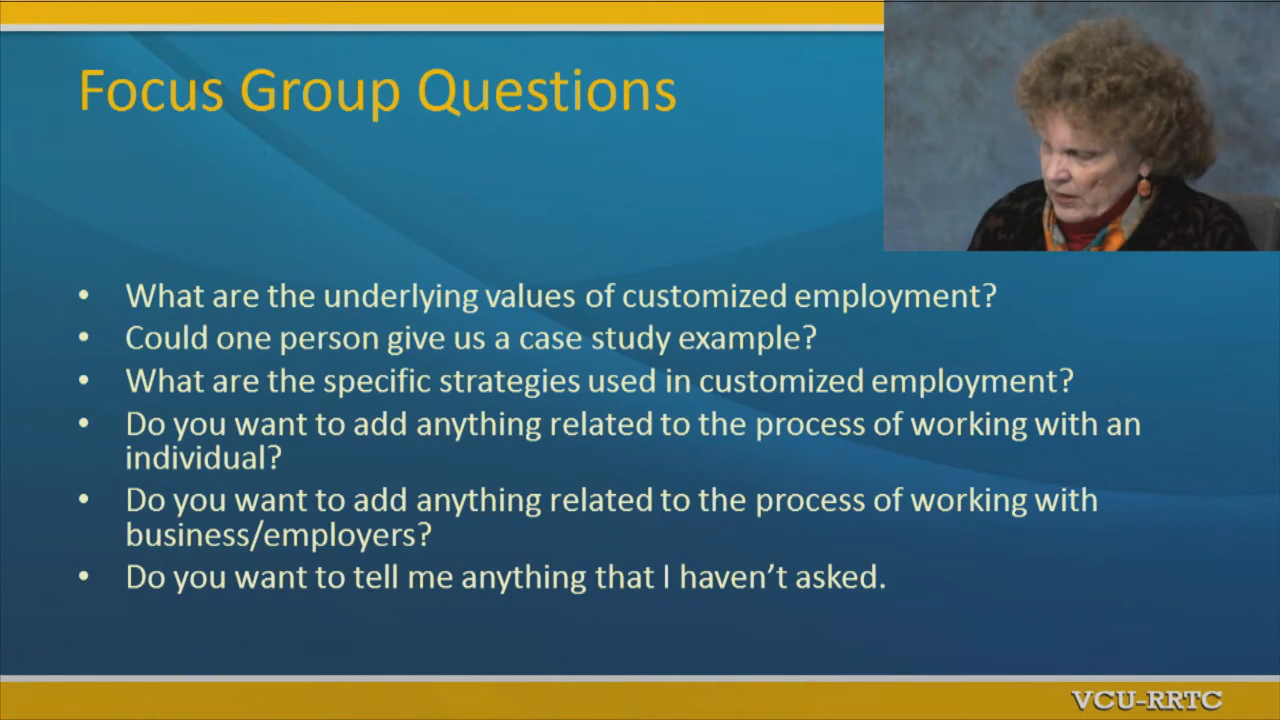 Focus Group Questions
• What are the underlying values of customized employment?
• Could one person give us a case study example?
• What are the specific strategies used in customized employment?
• Do you want to add anything related to the process of working with an
individual?
• Do you want to add anything related to the process of working with
business/employers?
• Do you want to tell me anything that I haven’t asked.
VCU-RRTC